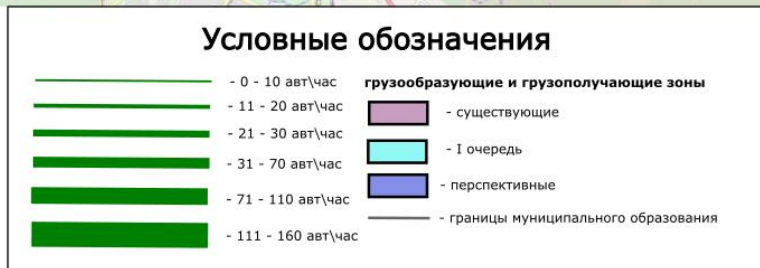 Условные обозначения
- 0 - 10 авт\час
- 11 - 20 авт\час
- 21 - 30 авт\час
- 31 - 70 авт\час
- 71 - 110 авт\час
- 111 - 160 авт\час
грузообразующие и грузополучающие зоны
- существующие
- I очередь
- перспективные
- границы муниципального образования